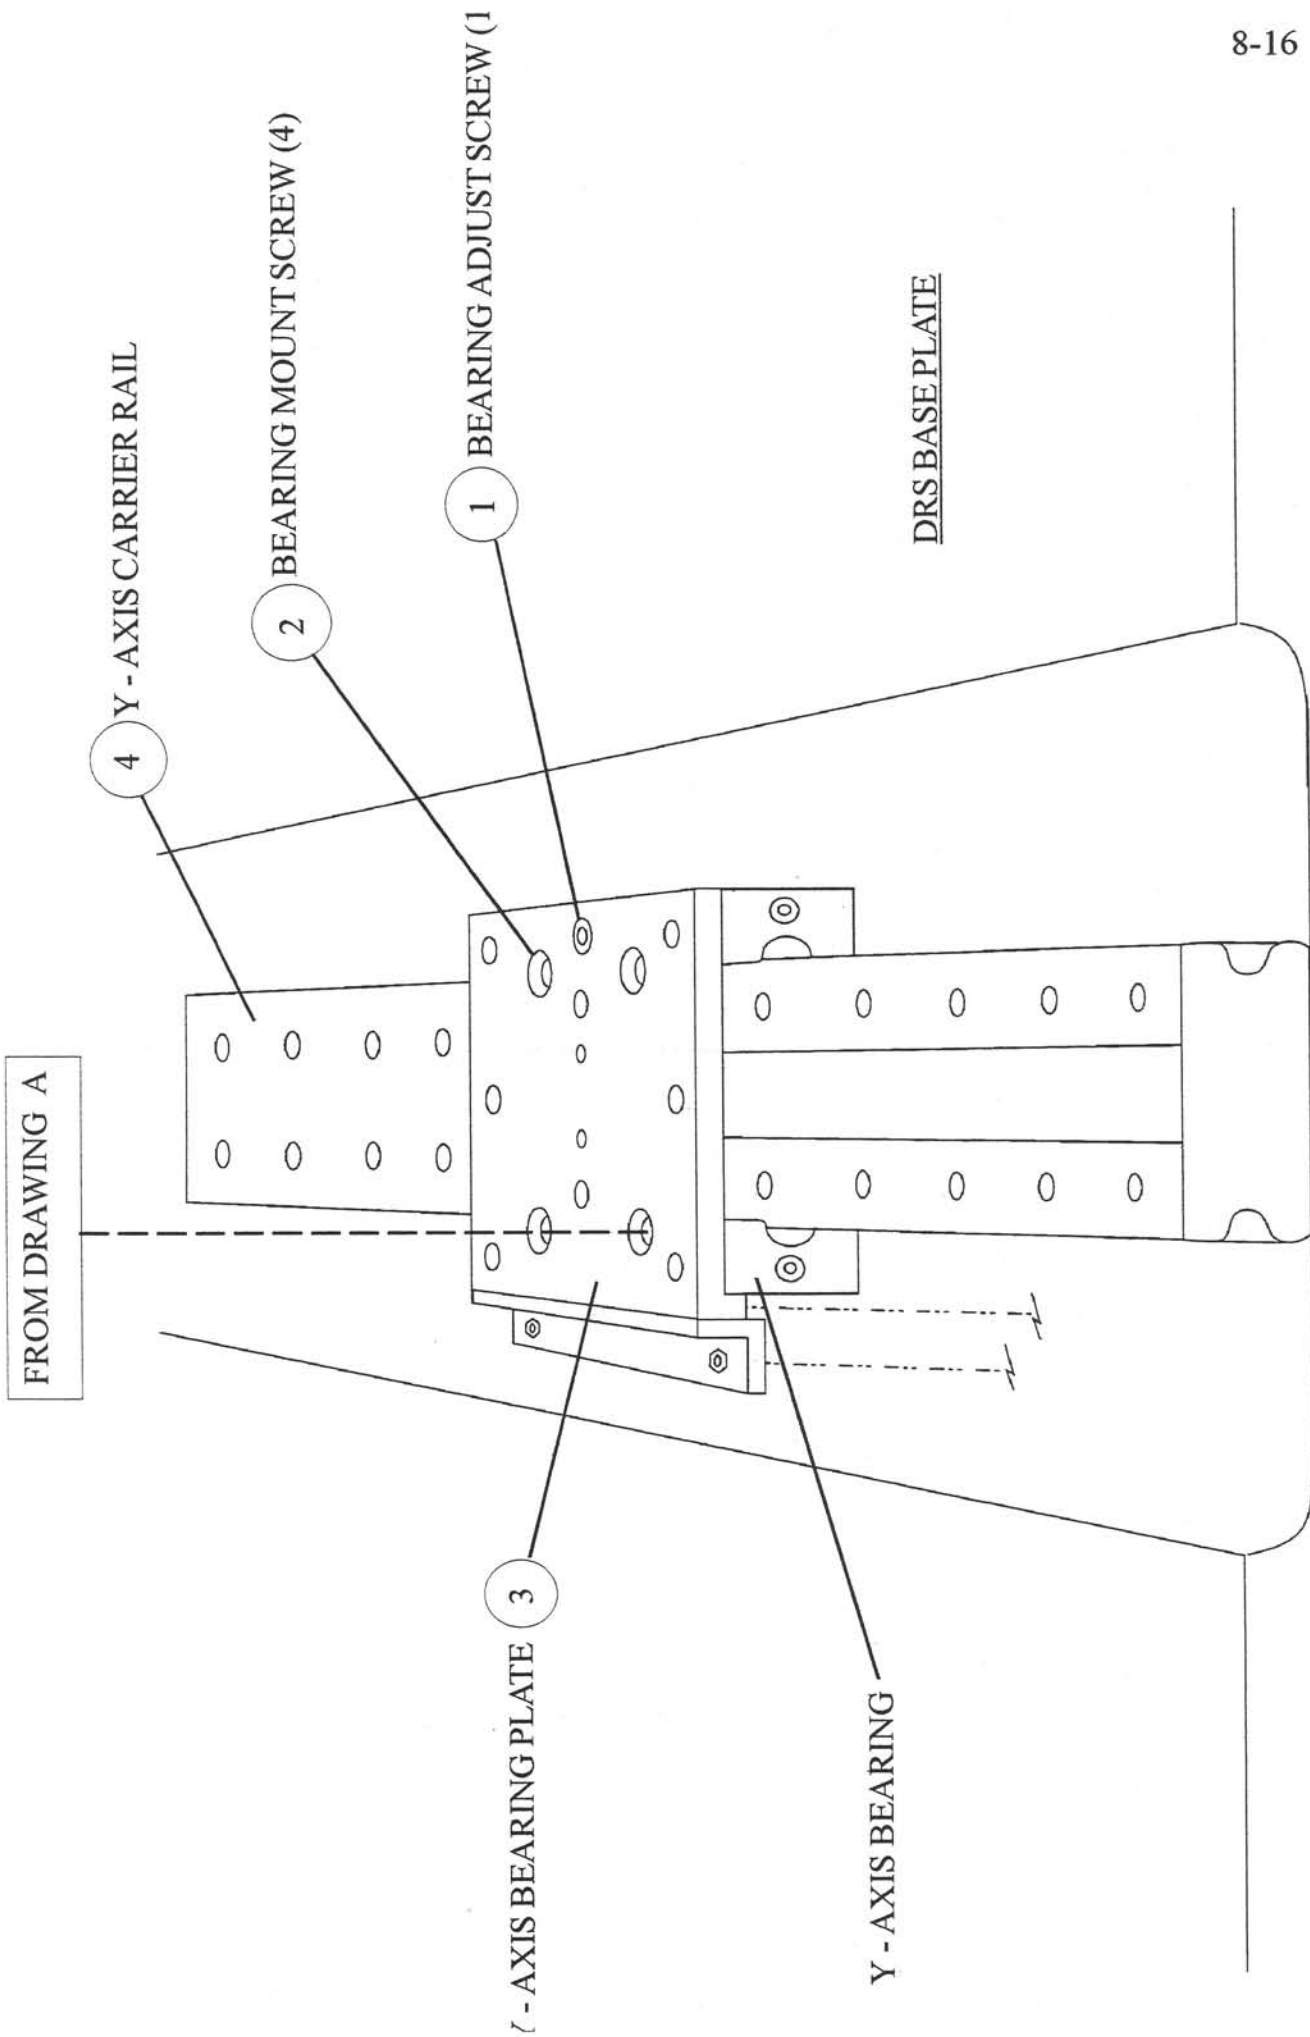 8-16
FROM DRAWING A
4 Y - AXIS CARRIER RAIL
2 BEARING MOUNT SCREW (4)
1 BEARING ADJUST SCREW (1
- AXIS BEARING PLATE 3
Y - AXIS BEARING
DRS BASE PLATE